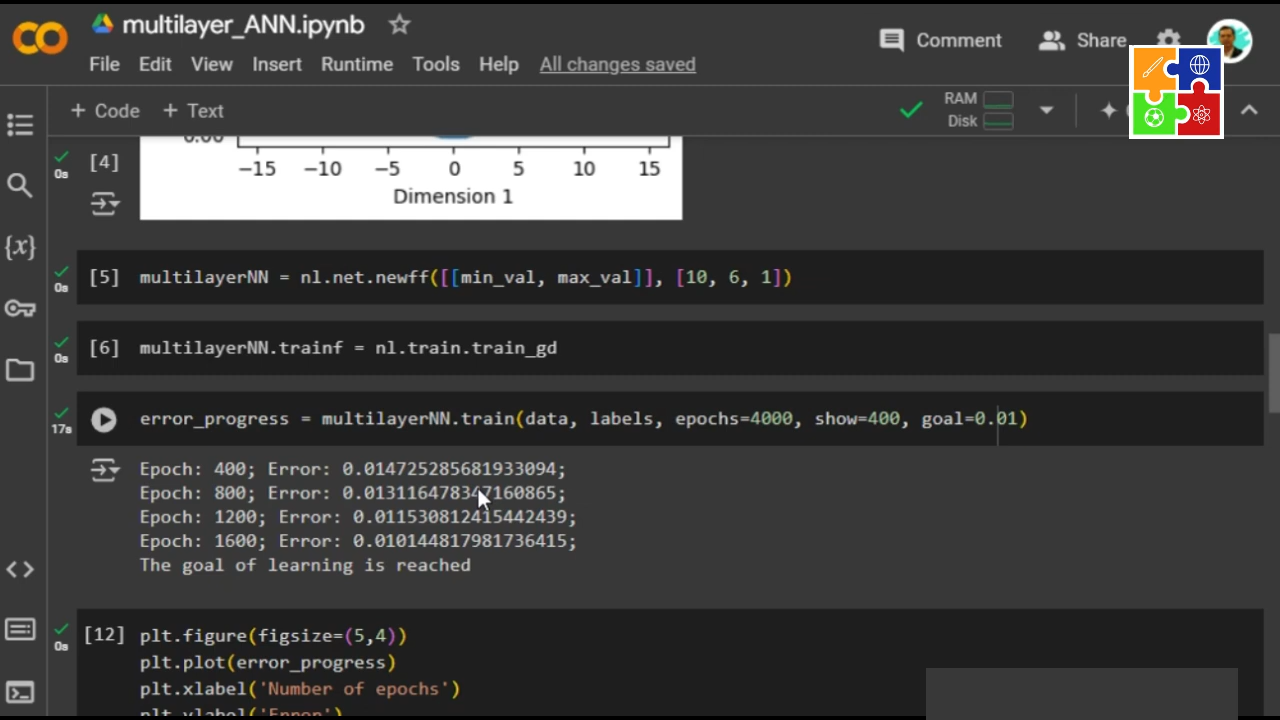 multilayer_ANN.ipynb
Comment
Share
File Edit View Insert Runtime Tools Help All changes saved
+ Code + Text
RAM
Disk
[4]
0s
0.00
−15 −10 −5 0 5 10 15
Dimension 1
[5] multilayerNN = nl.net.newff([[min_val, max_val]], [10, 6, 1])
0s
[6] multilayerNN.trainf = nl.train.train_gd
0s
error_progress = multilayerNN.train(data, labels, epochs=4000, show=400, goal=0.01)
17s
Epoch: 400; Error: 0.014725285681933094;
Epoch: 800; Error: 0.013116478347160865;
Epoch: 1200; Error: 0.011530812415442439;
Epoch: 1600; Error: 0.010144817981736415;
The goal of learning is reached
[12] plt.figure(figsize=(5,4))
0s
plt.plot(error_progress)
plt.xlabel('Number of epochs')
plt.ylabel('Error')